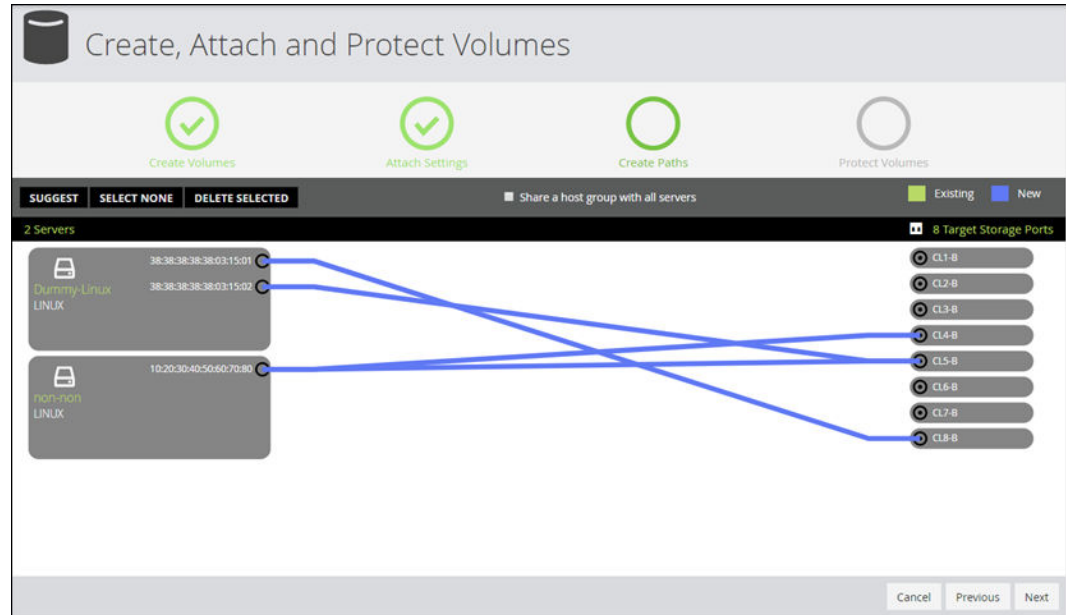 Create, Attach and Protect Volumes
Create Volumes
Attach Settings
Create Paths
Protect Volumes
SUGGEST SELECT NONE DELETE SELECTED Share a host group with all servers Existing New
2 Servers 8 Target Storage Ports
38:38:38:38:38:03:15:01
38:38:38:38:38:03:15:02
Dummy-Linux
LINUX
10:20:30:40:50:60:70:80
non-non
LINUX
CL1-B
CL2-B
CL3-B
CL4-B
CL5-B
CL6-B
CL7-B
CL8-B
Cancel Previous Next